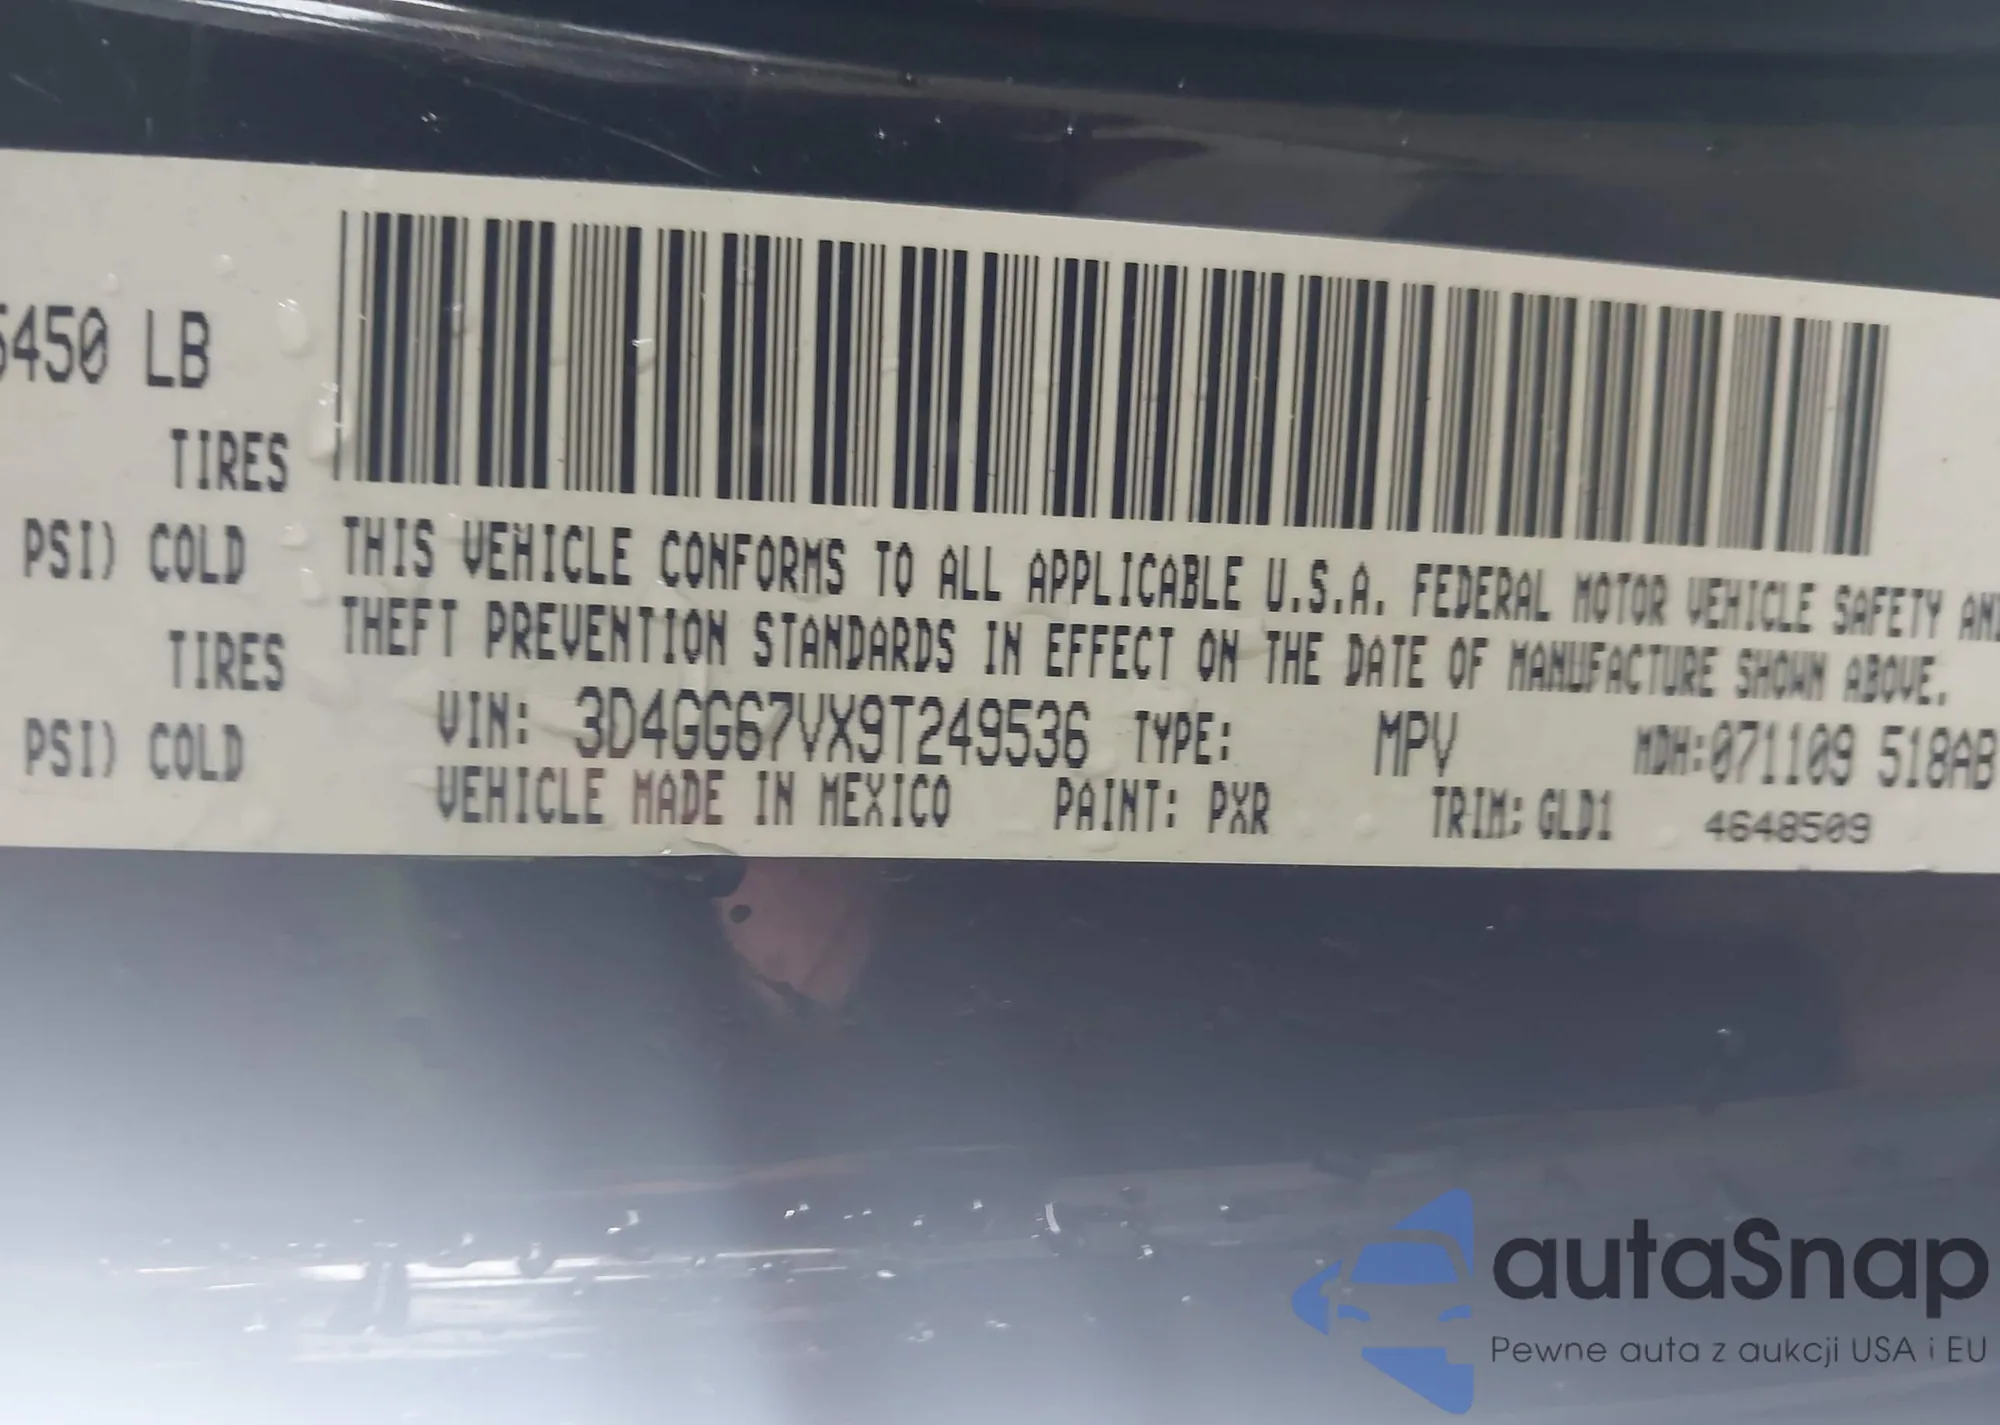 5450 LB
TIRES
PSI) COLD
TIRES
PSI) COLD
THIS VEHICLE CONFORMS TO ALL APPLICABLE U.S.A. FEDERAL MOTOR VEHICLE SAFETY AND
THEFT PREVENTION STANDARDS IN EFFECT ON THE DATE OF MANUFACTURE SHOWN ABOVE.
VIN: 3D4GG67VX9T249536 TYPE: MPV MDH:071109 518AB
VEHICLE MADE IN MEXICO PAINT: PXR TRIM: GLD1 4648509
autaSnap
Pewne auta z aukcji USA i EU